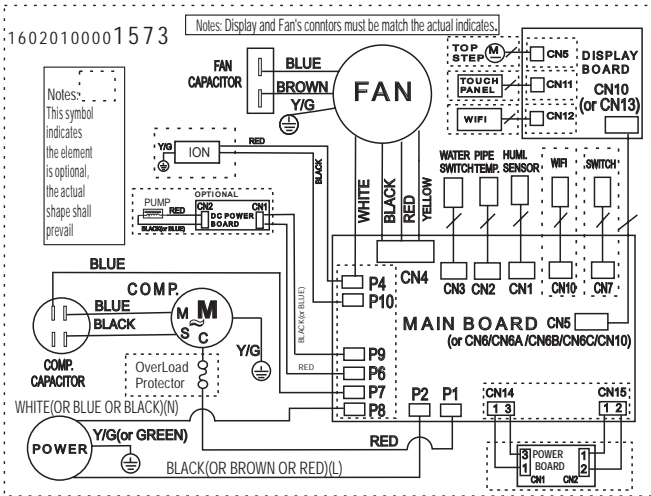 16020100001573
Notes: Display and Fan's conntors must be match the actual indicates.
Notes:
This symbol
indicates
the element
is optional,
the actual
shape shall
prevail
FAN
CAPACITOR
BLUE
BROWN
Y/G
FAN
TOP
STEP
M
CN5
TOUCH
PANEL
CN11
WIFI
CN12
DISPLAY
BOARD
CN10
(or CN13)
Y/G
ION
RED
BLACK
OPTIONAL
PUMP
RED
BLACK(or BLUE)
CN2
CN1
DC POWER
BOARD
WHITE
BLACK
RED
YELLOW
WATER
SWITCH
PIPE
TEMP.
HUMI.
SENSOR
WIFI
SWITCH
CN4
CN3
CN2
CN1
CN10
CN7
P4
P10
BLACK(or BLUE)
RED
P9
P6
P7
P8
P2
P1
MAIN BOARD
CN5
(or CN6/CN6A /CN6B/CN6C/CN10)
BLUE
COMP.
BLUE
BLACK
M
M
S
C
Y/G
COMP.
CAPACITOR
OverLoad
Protector
WHITE(OR BLUE OR BLACK)(N)
POWER
Y/G(or GREEN)
RED
BLACK(OR BROWN OR RED)(L)
CN14
1 3
CN15
1 2
3
1
POWER
BOARD
1
2
CN1
CN2